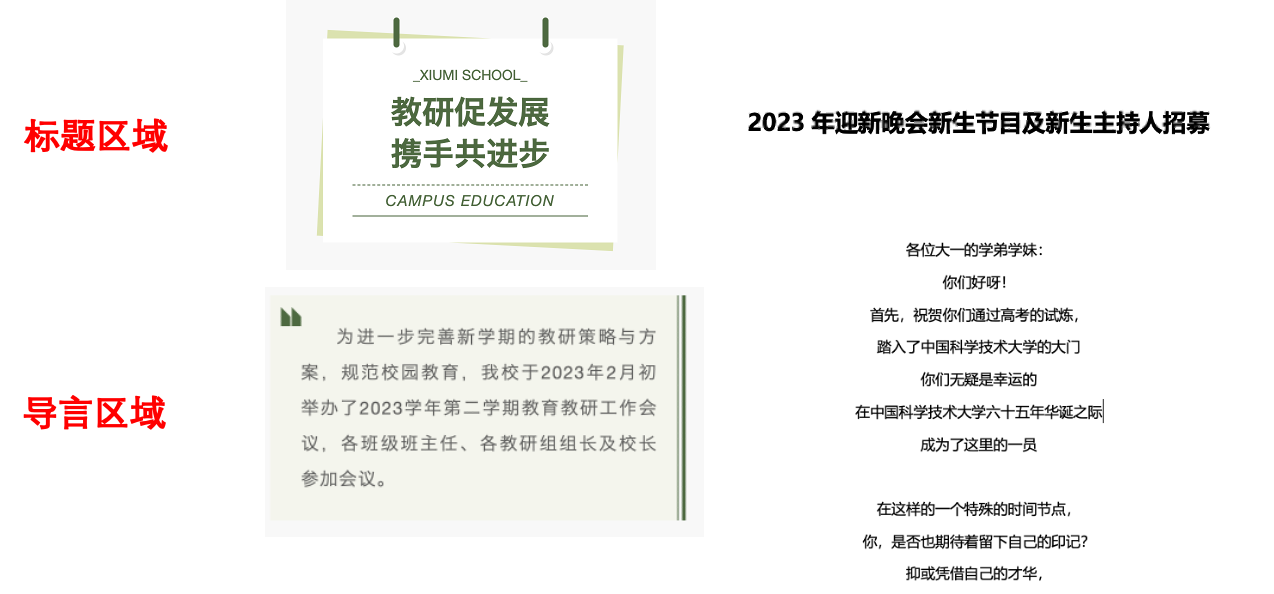 标题区域
_XIUMI SCHOOL_
教研促发展
携手共进步
CAMPUS EDUCATION
2023 年迎新晚会新生节目及新生主持人招募
导言区域
为进一步完善新学期的教研策略与方
案，规范校园教育，我校于2023年2月初
举办了2023学年第二学期教育教研工作会
议，各班级班主任、各教研组组长及校长
参加会议。
各位大一的学弟学妹：
你们好呀！
首先，祝贺你们通过高考的试炼，
踏入了中国科学技术大学的大门
你们无疑是幸运的
在中国科学技术大学六十五年华诞之际
成为了这里的一员
在这样的一个特殊的时间节点，
你，是否也期待着留下自己的印记？
抑或凭借自己的才华，